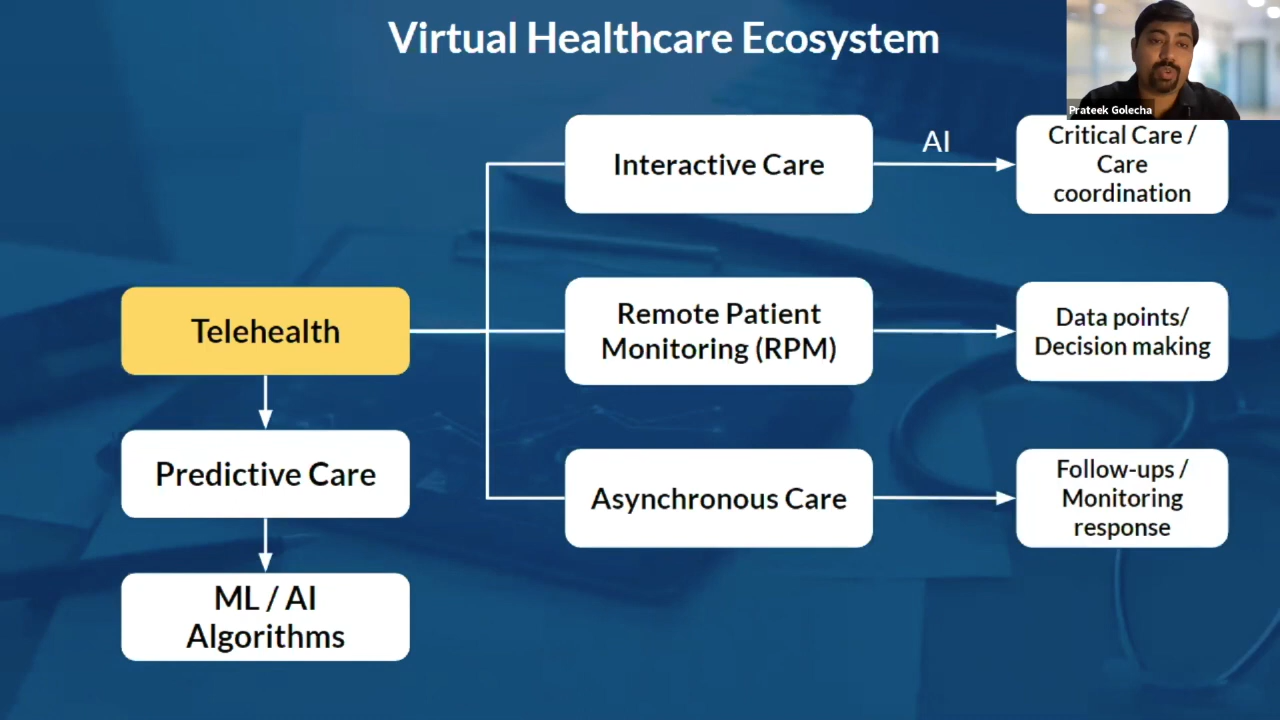 Virtual Healthcare Ecosystem
Prateek Golecha
Interactive Care
AI
Critical Care /
Care
coordination
Telehealth
Remote Patient
Monitoring (RPM)
Data points/
Decision making
Predictive Care
Asynchronous Care
Follow-ups /
Monitoring
response
ML / AI
Algorithms